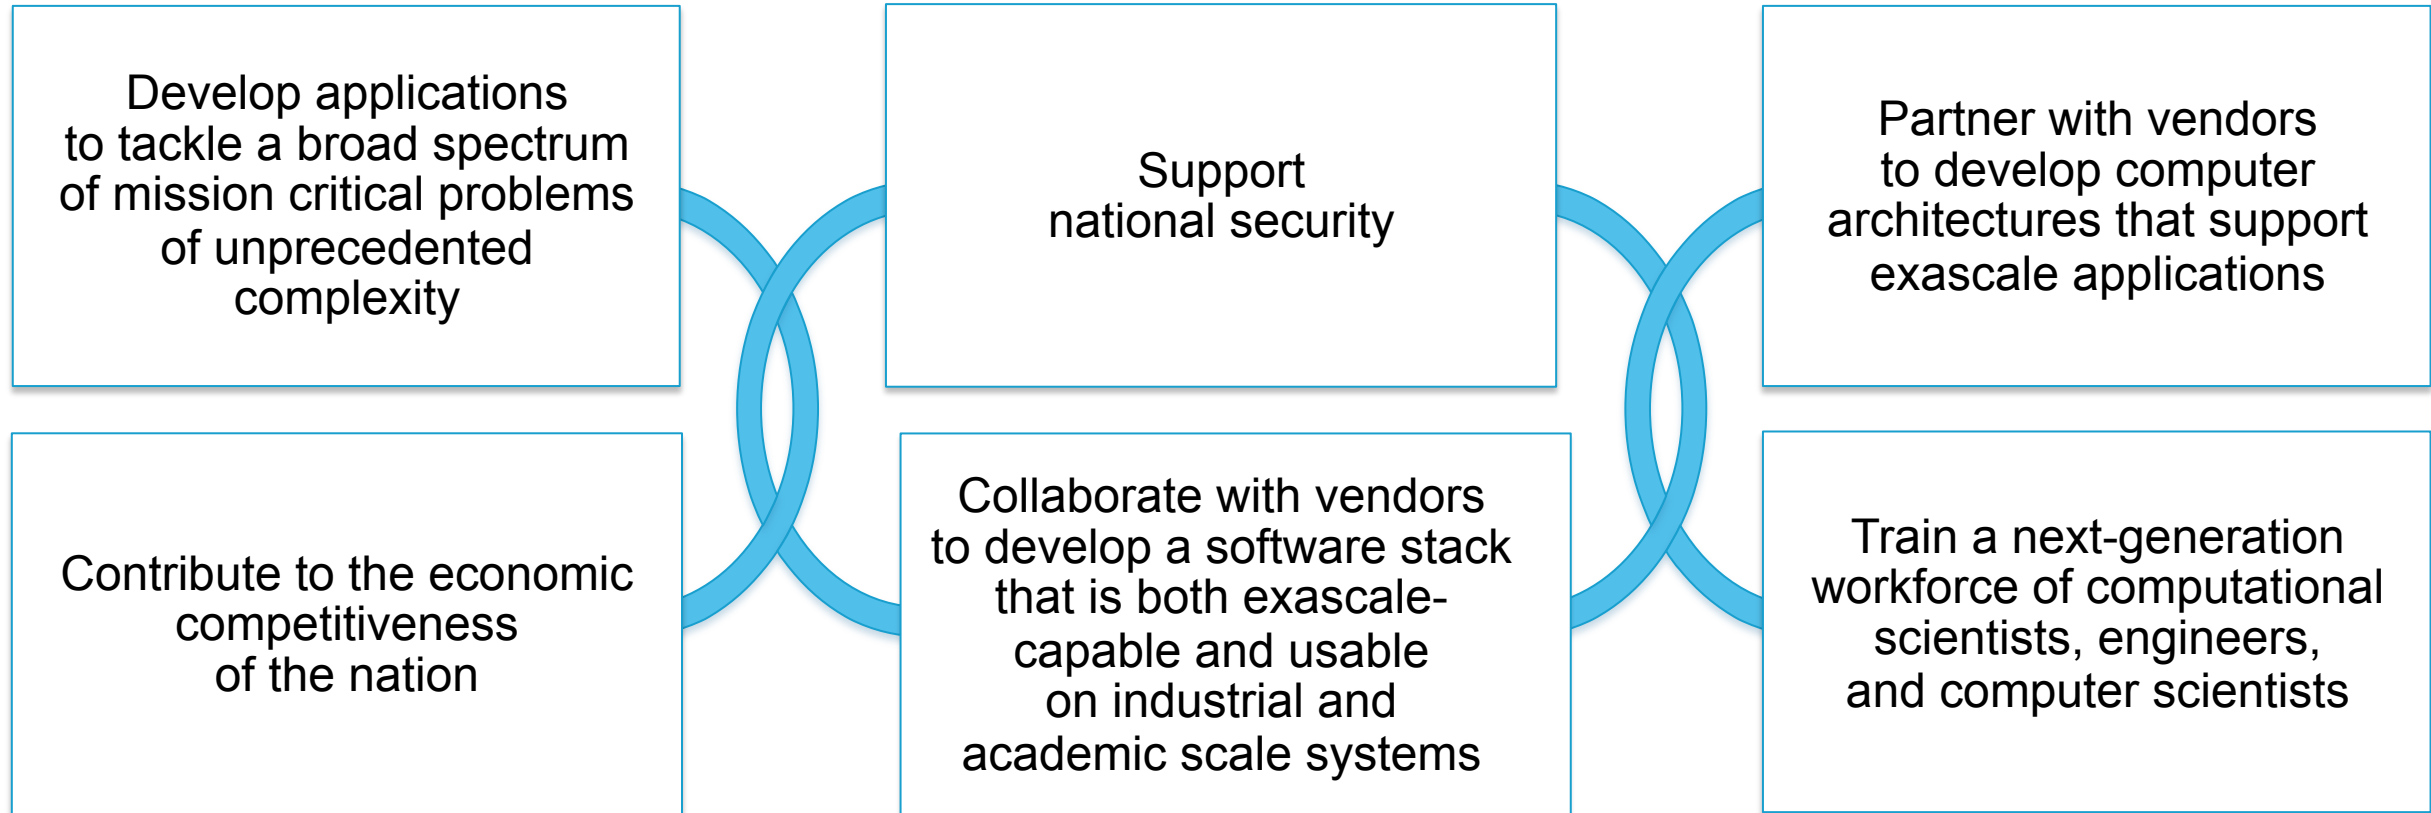 Develop applications
to tackle a broad spectrum
of mission critical problems
of unprecedented
complexity
Support
national security
Partner with vendors
to develop computer
architectures that support
exascale applications
Contribute to the economic
competitiveness
of the nation
Collaborate with vendors
to develop a software stack
that is both exascale-
capable and usable
on industrial and
academic scale systems
Train a next-generation
workforce of computational
scientists, engineers,
and computer scientists